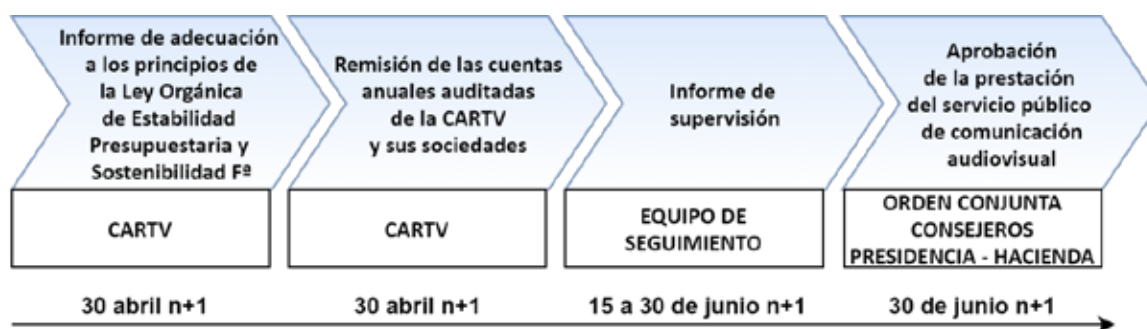 Informe de adecuación
a los principios de
la Ley Orgánica
de Estabilidad
Presupuestaria y
Sostenibilidad Fª
Remisión de las cuentas
anuales auditadas
de la CARTV
y sus sociedades
Informe de
supervisión
Aprobación
de la prestación
del servicio público
de comunicación
audiovisual
CARTV
CARTV
EQUIPO DE
SEGUIMIENTO
ORDEN CONJUNTA
CONSEJEROS
PRESIDENCIA - HACIENDA
30 abril n+1
30 abril n+1
15 a 30 de junio n+1
30 de junio n+1